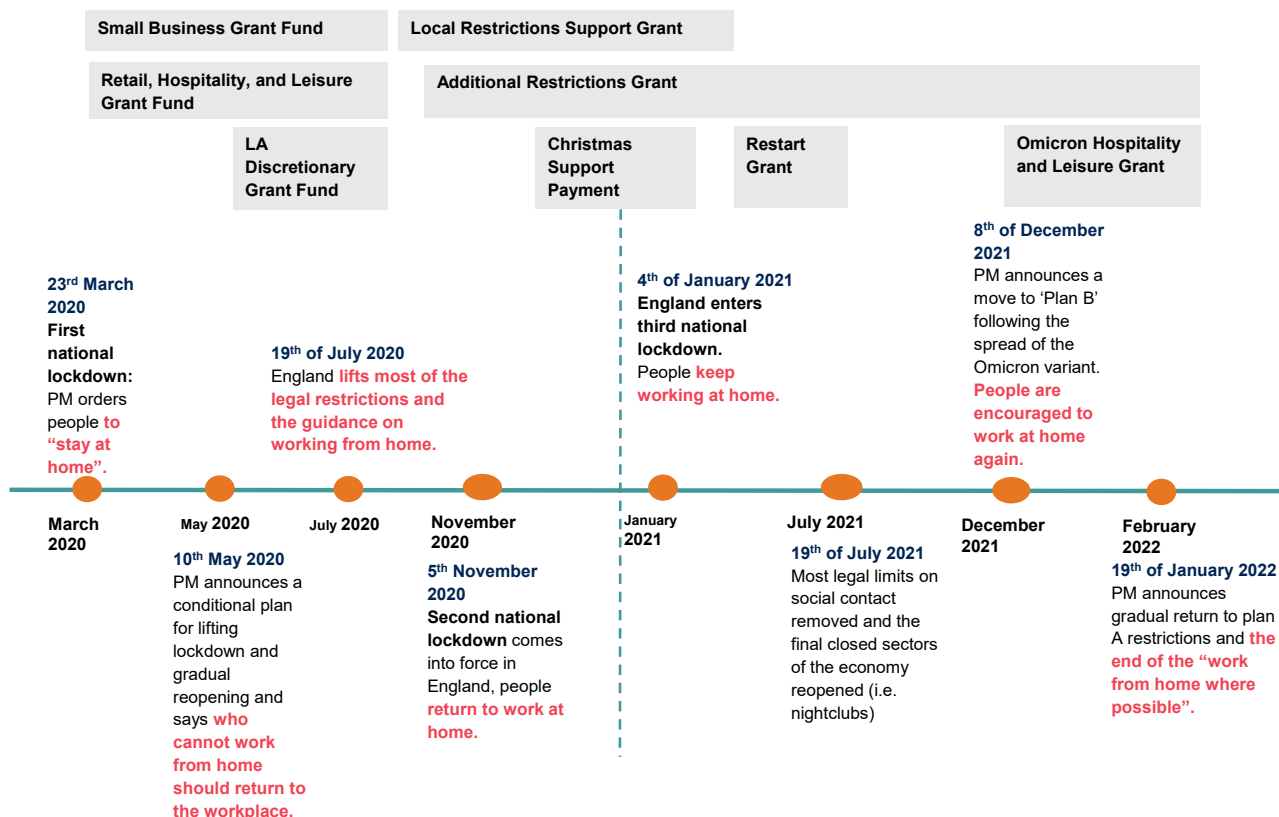 Small Business Grant Fund
Local Restrictions Support Grant
Retail, Hospitality, and Leisure
Grant Fund
Additional Restrictions Grant
LA
Discretionary
Grant Fund
Christmas
Support
Payment
Restart
Grant
Omicron Hospitality
and Leisure Grant
23rd March
2020
First
national
lockdown:
PM orders
people to
“stay at
home”.
19th of July 2020
England lifts most of the
legal restrictions and
the guidance on
working from home.
4th of January 2021
England enters
third national
lockdown.
People keep
working at home.
8th of December
2021
PM announces a
move to ‘Plan B’
following the
spread of the
Omicron variant.
People are
encouraged to
work at home
again.
March
2020
May 2020
10th May 2020
PM announces a
conditional plan
for lifting
lockdown and
gradual
reopening and
says who
cannot work
from home
should return to
the workplace.
July 2020
November
2020
5th November
2020
Second national
lockdown comes
into force in
England, people
return to work at
home.
January
2021
July 2021
19th of July 2021
Most legal limits on
social contact
removed and the
final closed sectors
of the economy
reopened (i.e.
nightclubs)
December
2021
February
2022
19th of January 2022
PM announces
gradual return to plan
A restrictions and the
end of the “work
from home where
possible”.